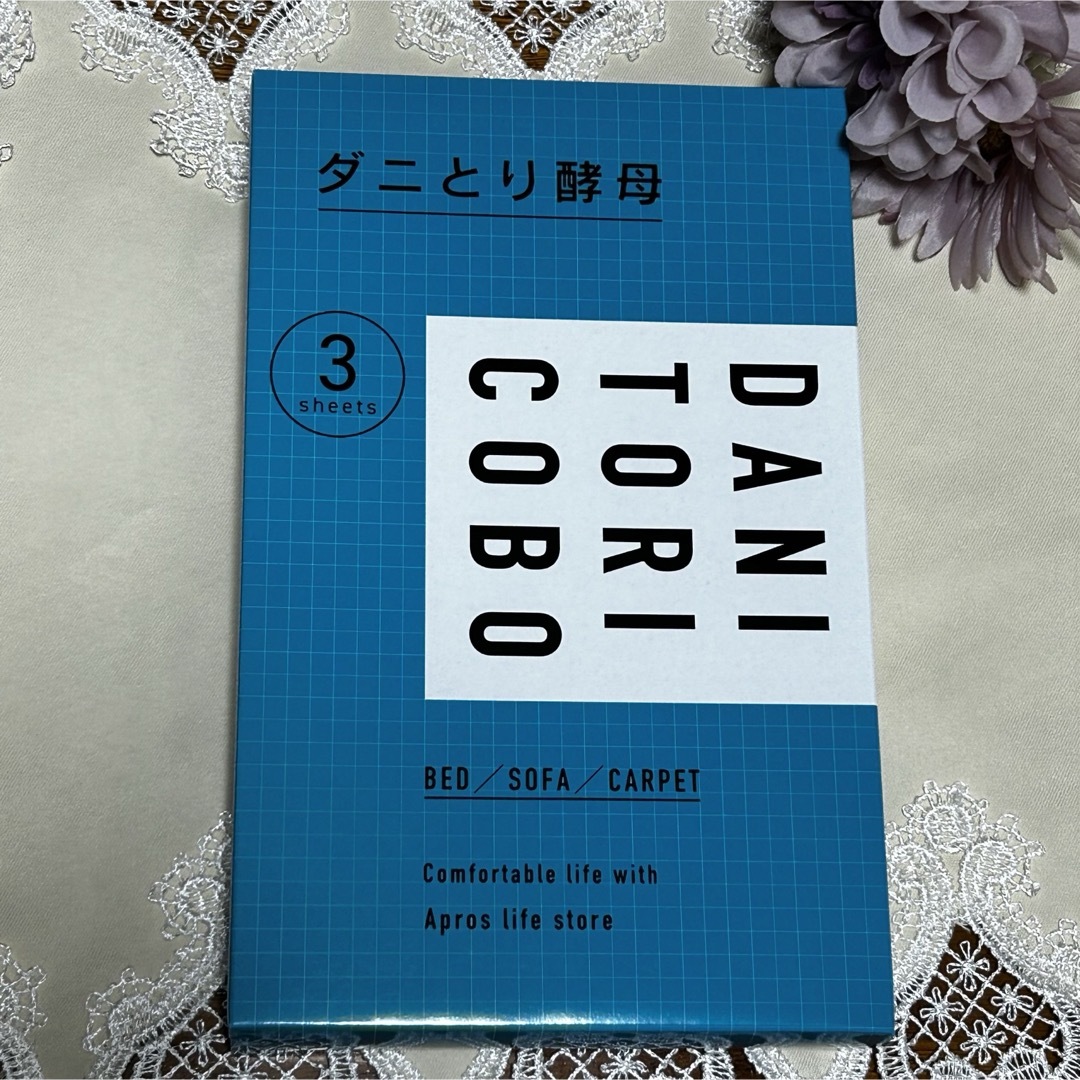 ダニとり酵母
3
sheets
DANI
TORI
COBO
BED／SOFA／CARPET
Comfortable life with
Apros life store